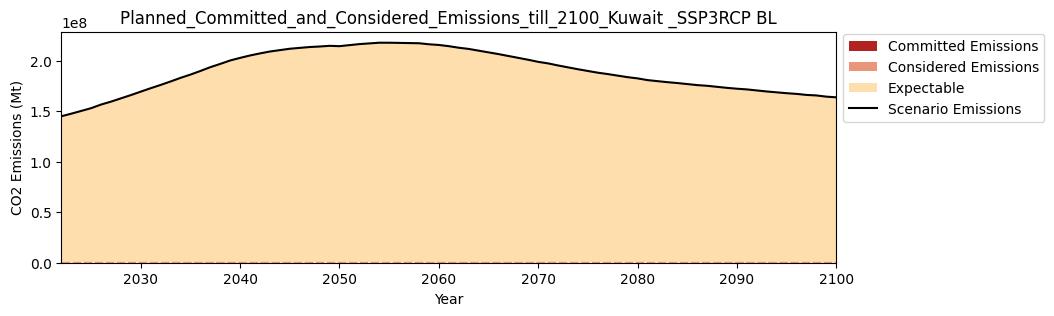 Planned_Committed_and_Considered_Emissions_till_2100_Kuwait _SSP3RCP BL
1e8
2.0
1.5
1.0
0.5
0.0
CO2 Emissions (Mt)
2030 2040 2050 2060 2070 2080 2090 2100
Year
Committed Emissions
Considered Emissions
Expectable
Scenario Emissions